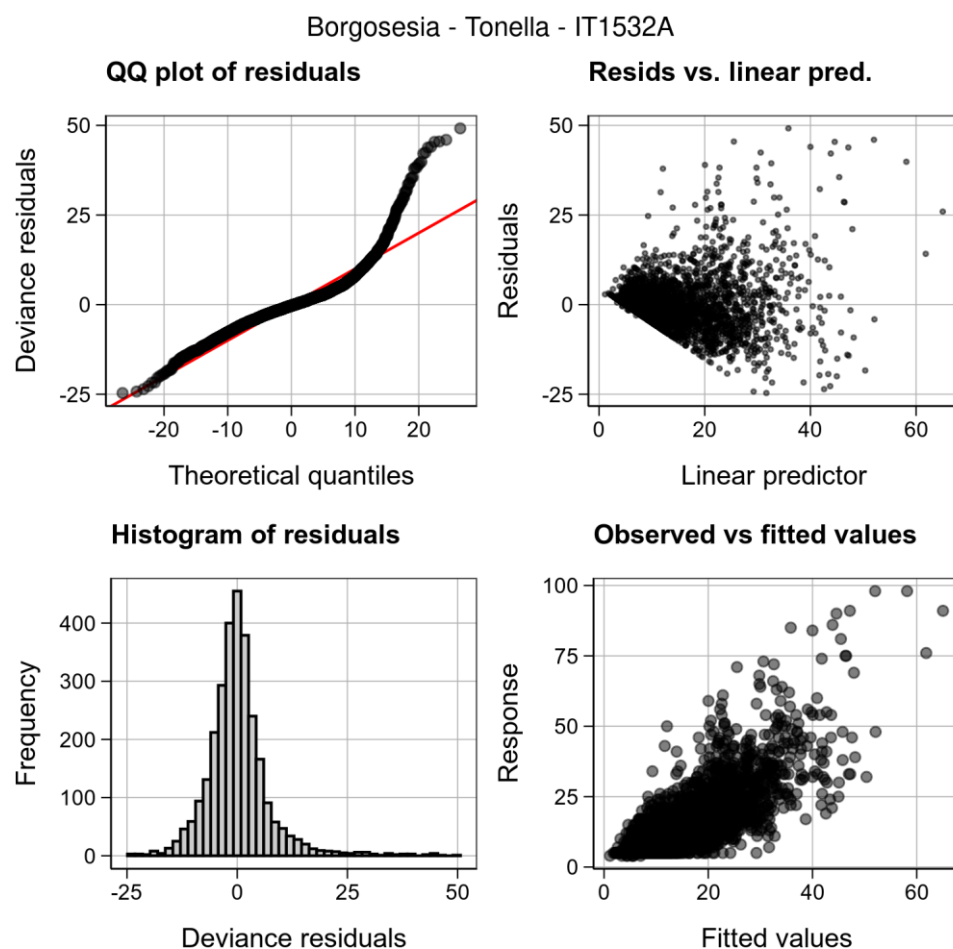 Borgosesia - Tonella - IT1532A
QQ plot of residuals
Deviance residuals
50
25
0
-25
-20
-10
0
10
20
Theoretical quantiles
Resids vs. linear pred.
Residuals
50
25
0
-25
0
20
40
60
Linear predictor
Histogram of residuals
Frequency
400
300
200
100
0
-25
0
25
50
Deviance residuals
Observed vs fitted values
Response
100
75
50
25
0
0
20
40
60
Fitted values